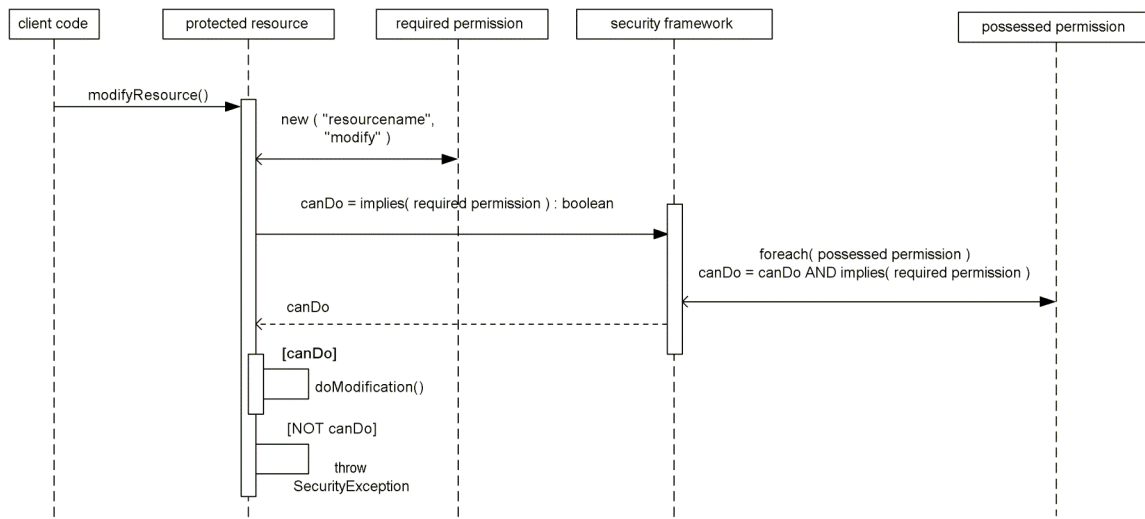 client code
protected resource
required permission
security framework
possessed permission
modifyResource()
new ( "resourcename",
"modify" )
canDo = implies( required permission ) : boolean
foreach( possessed permission )
canDo = canDo AND implies( required permission )
canDo
[canDo]
doModification()
[NOT canDo]
throw
SecurityException